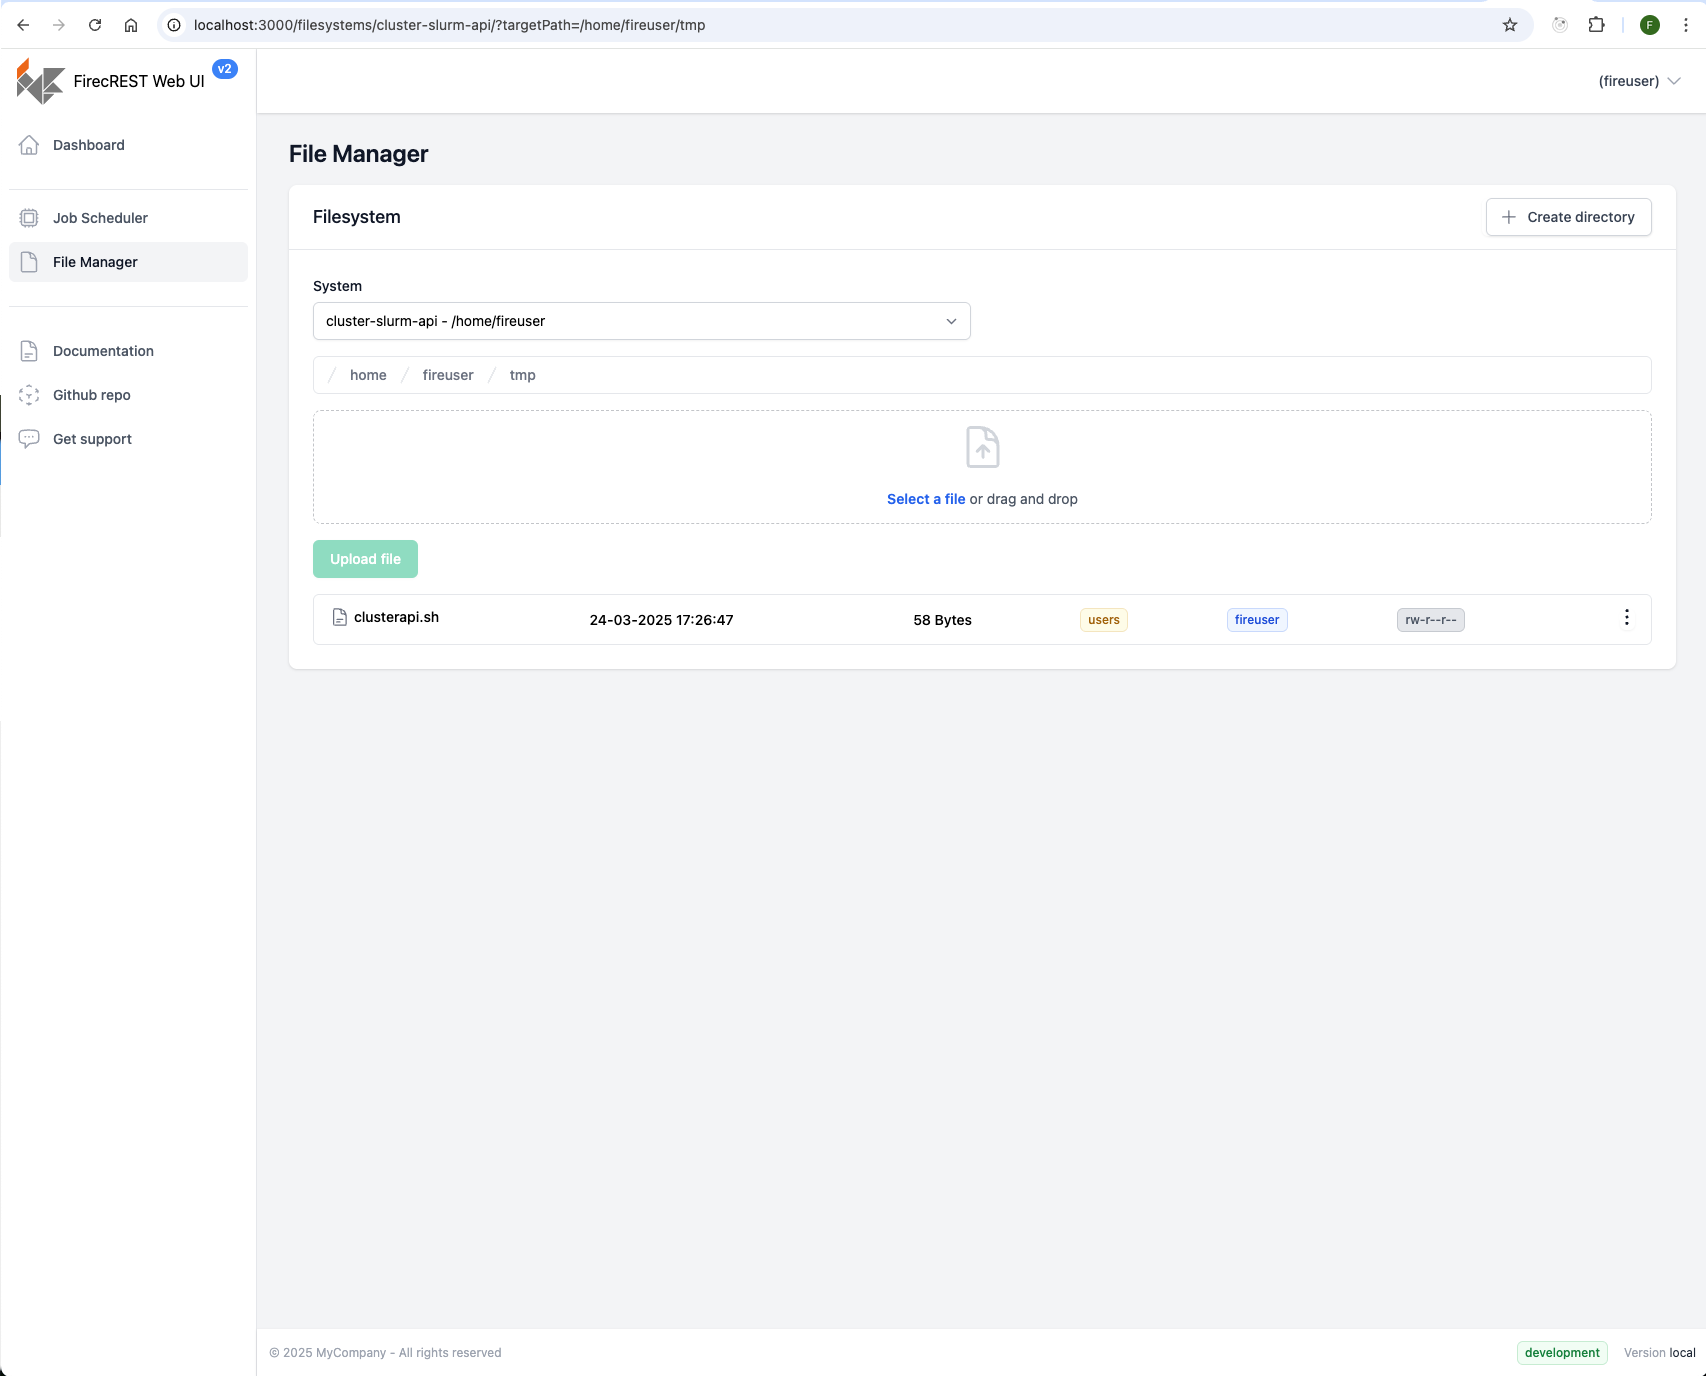 localhost:3000/filesystems/cluster-slurm-api/?targetPath=/home/fireuser/tmp
F
FirecREST Web UI v2
(fireuser)
Dashboard
Job Scheduler
File Manager
Documentation
Github repo
Get support
File Manager
Filesystem
Create directory
System
cluster-slurm-api - /home/fireuser
/ home / fireuser / tmp
Select a file or drag and drop
Upload file
clusterapi.sh 24-03-2025 17:26:47 58 Bytes users fireuser rw-r--r--
© 2025 MyCompany - All rights reserved
development Version local